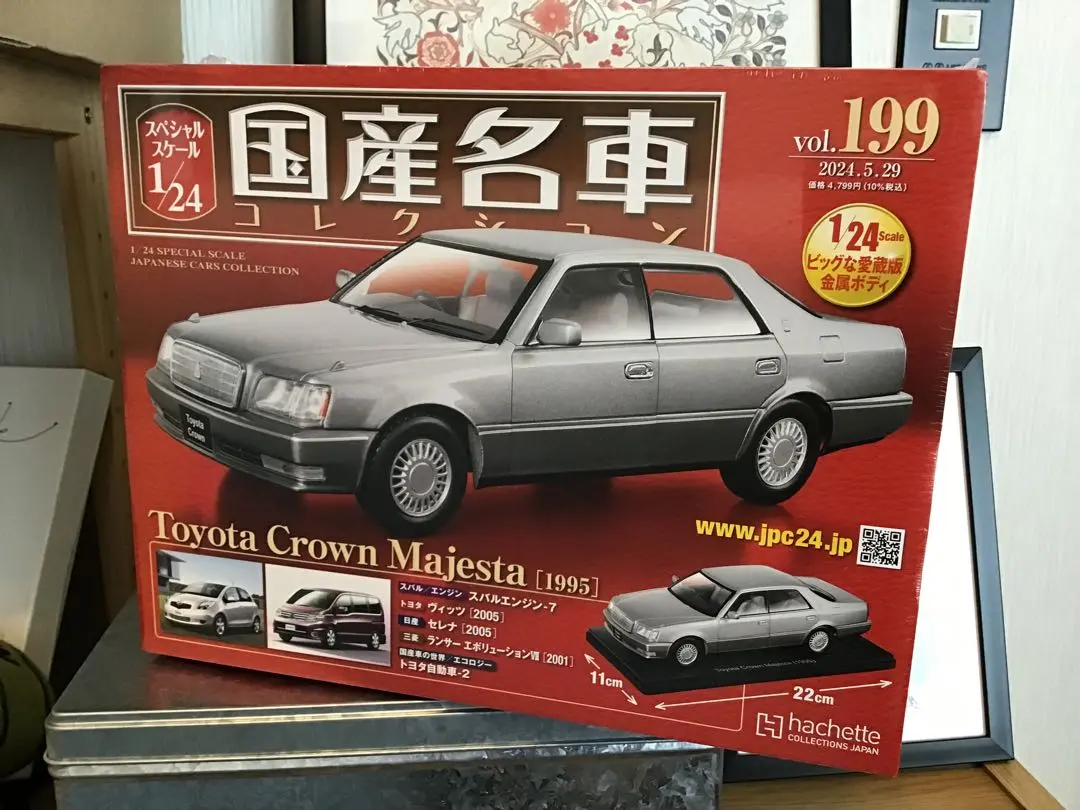 スペシャル
スケール
1/24
国産名車
コレクション
1/24 SPECIAL SCALE
JAPANESE CARS COLLECTION
vol.199
2024.5.29
価格 4,799円 (10%税込)
1/24 Scale
ビッグな愛蔵版
金属ボディ
Toyota
Crown
Toyota Crown Majesta [1995]
www.jpc24.jp
スバル/エンジン スバルエンジン-7
トヨタ ヴィッツ [2005]
日産 セレナ [2005]
三菱 ランサー エボリューションⅦ [2001]
国産車の世界/エコロジー
トヨタ自動車-2
Toyota Crown Majesta (1995)
11cm
22cm
hachette
COLLECTIONS JAPAN